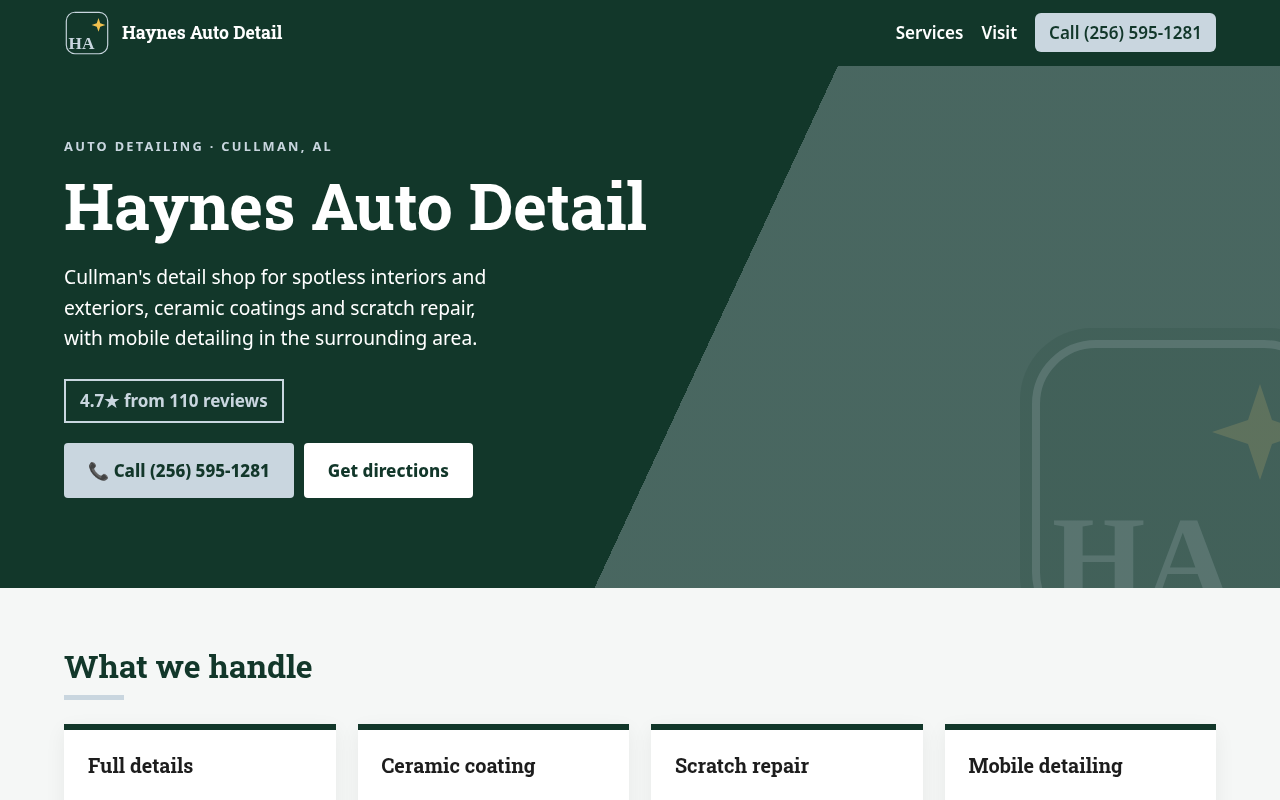 HA
Haynes Auto Detail
Services
Visit
Call (256) 595-1281
AUTO DETAILING · CULLMAN, AL
Haynes Auto Detail
Cullman's detail shop for spotless interiors and
exteriors, ceramic coatings and scratch repair,
with mobile detailing in the surrounding area.
4.7★ from 110 reviews
📞 Call (256) 595-1281
Get directions
HA
What we handle
Full details
Ceramic coating
Scratch repair
Mobile detailing